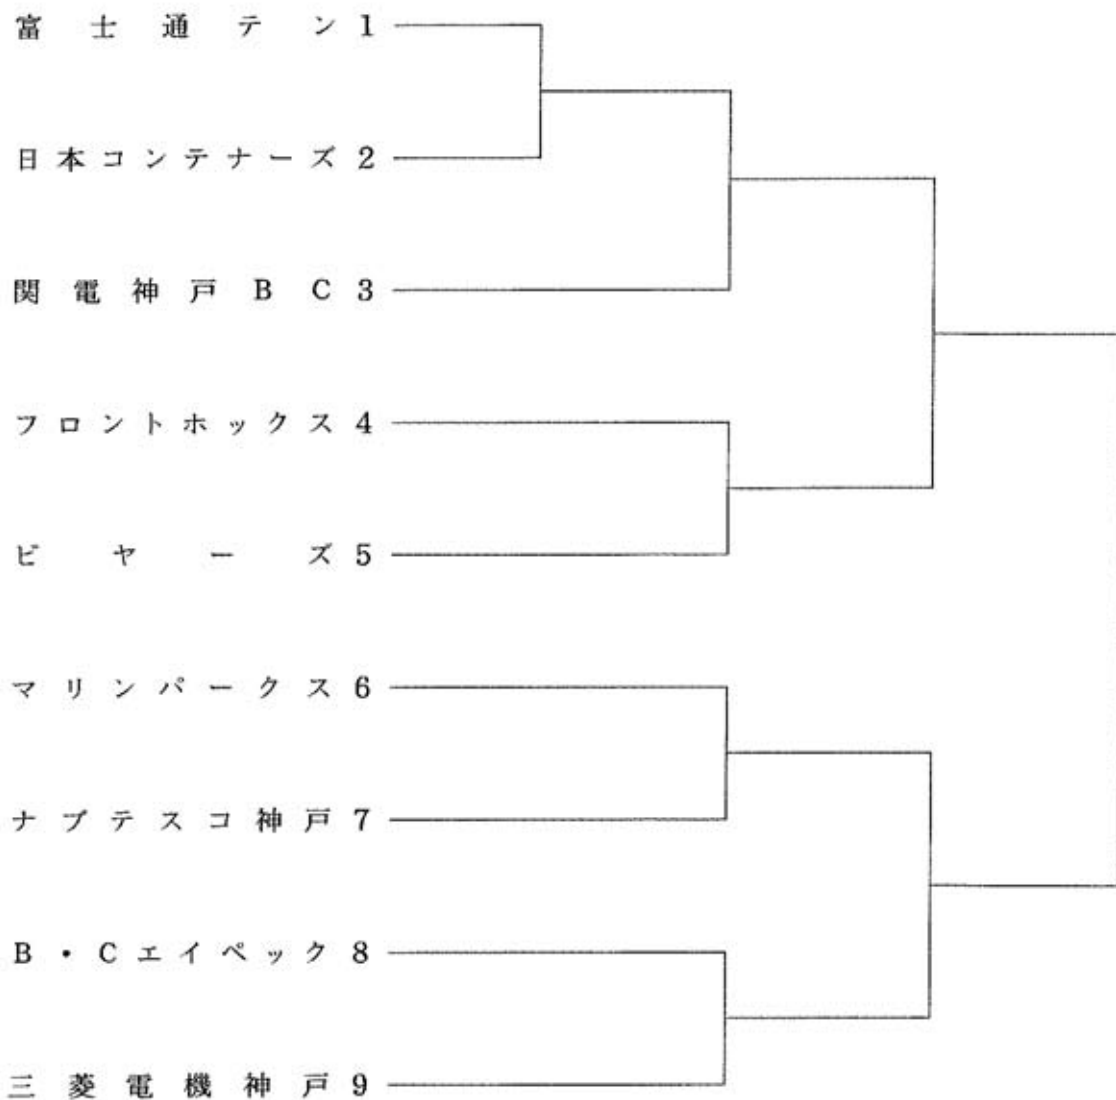 富士通テン 1
日本コンテナーズ 2
関電神戸BC 3
フロントホックス 4
ビヤーズ 5
マリンパークス 6
ナブテスコ神戸 7
B・Cエイペック 8
三菱電機神戸 9